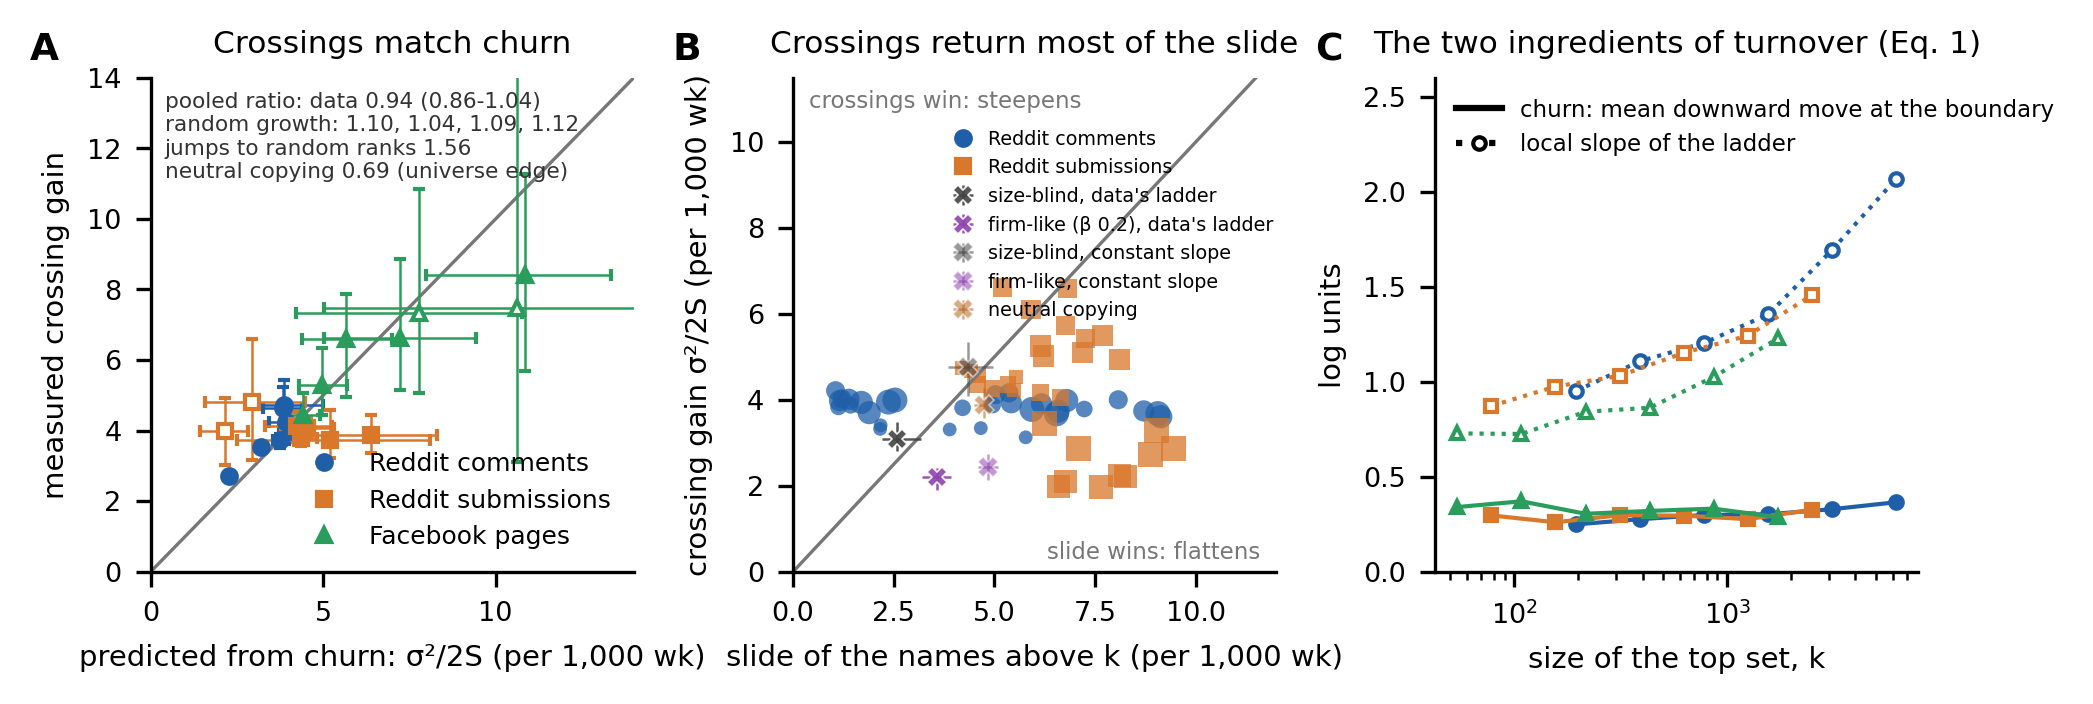 A
Crossings match churn
14
12
10
8
6
4
2
0
0
5
10
measured crossing gain
predicted from churn: σ²/2S (per 1,000 wk)
pooled ratio: data 0.94 (0.86-1.04)
random growth: 1.10, 1.04, 1.09, 1.12
jumps to random ranks 1.56
neutral copying 0.69 (universe edge)
Reddit comments
Reddit submissions
Facebook pages
B
Crossings return most of the slide
10
8
6
4
2
0
0.0
2.5
5.0
7.5
10.0
crossing gain σ²/2S (per 1,000 wk)
slide of the names above k (per 1,000 wk)
crossings win: steepens
Reddit comments
Reddit submissions
size-blind, data's ladder
firm-like (β 0.2), data's ladder
size-blind, constant slope
firm-like, constant slope
neutral copying
slide wins: flattens
C
The two ingredients of turnover (Eq. 1)
2.5
2.0
1.5
1.0
0.5
0.0
10²
10³
log units
size of the top set, k
churn: mean downward move at the boundary
local slope of the ladder